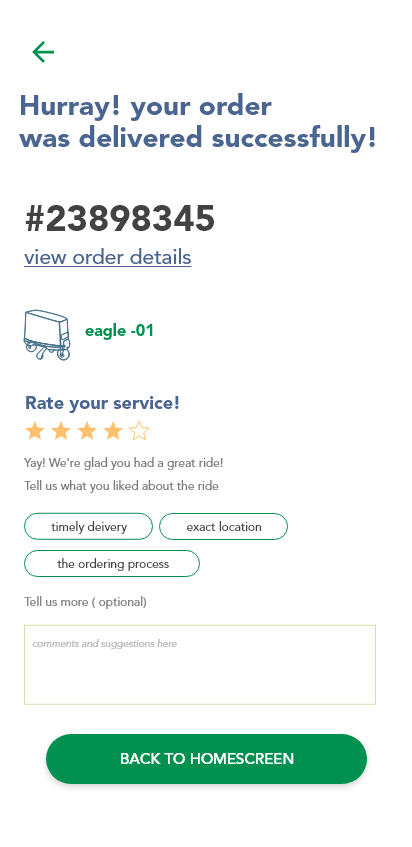 Hurray! your order
was delivered successfully!
#23898345
view order details
eagle -01
Rate your service!
Yay! We're glad you had a great ride!
Tell us what you liked about the ride
timely deivery
exact location
the ordering process
Tell us more ( optional)
comments and suggestions here
BACK TO HOMESCREEN